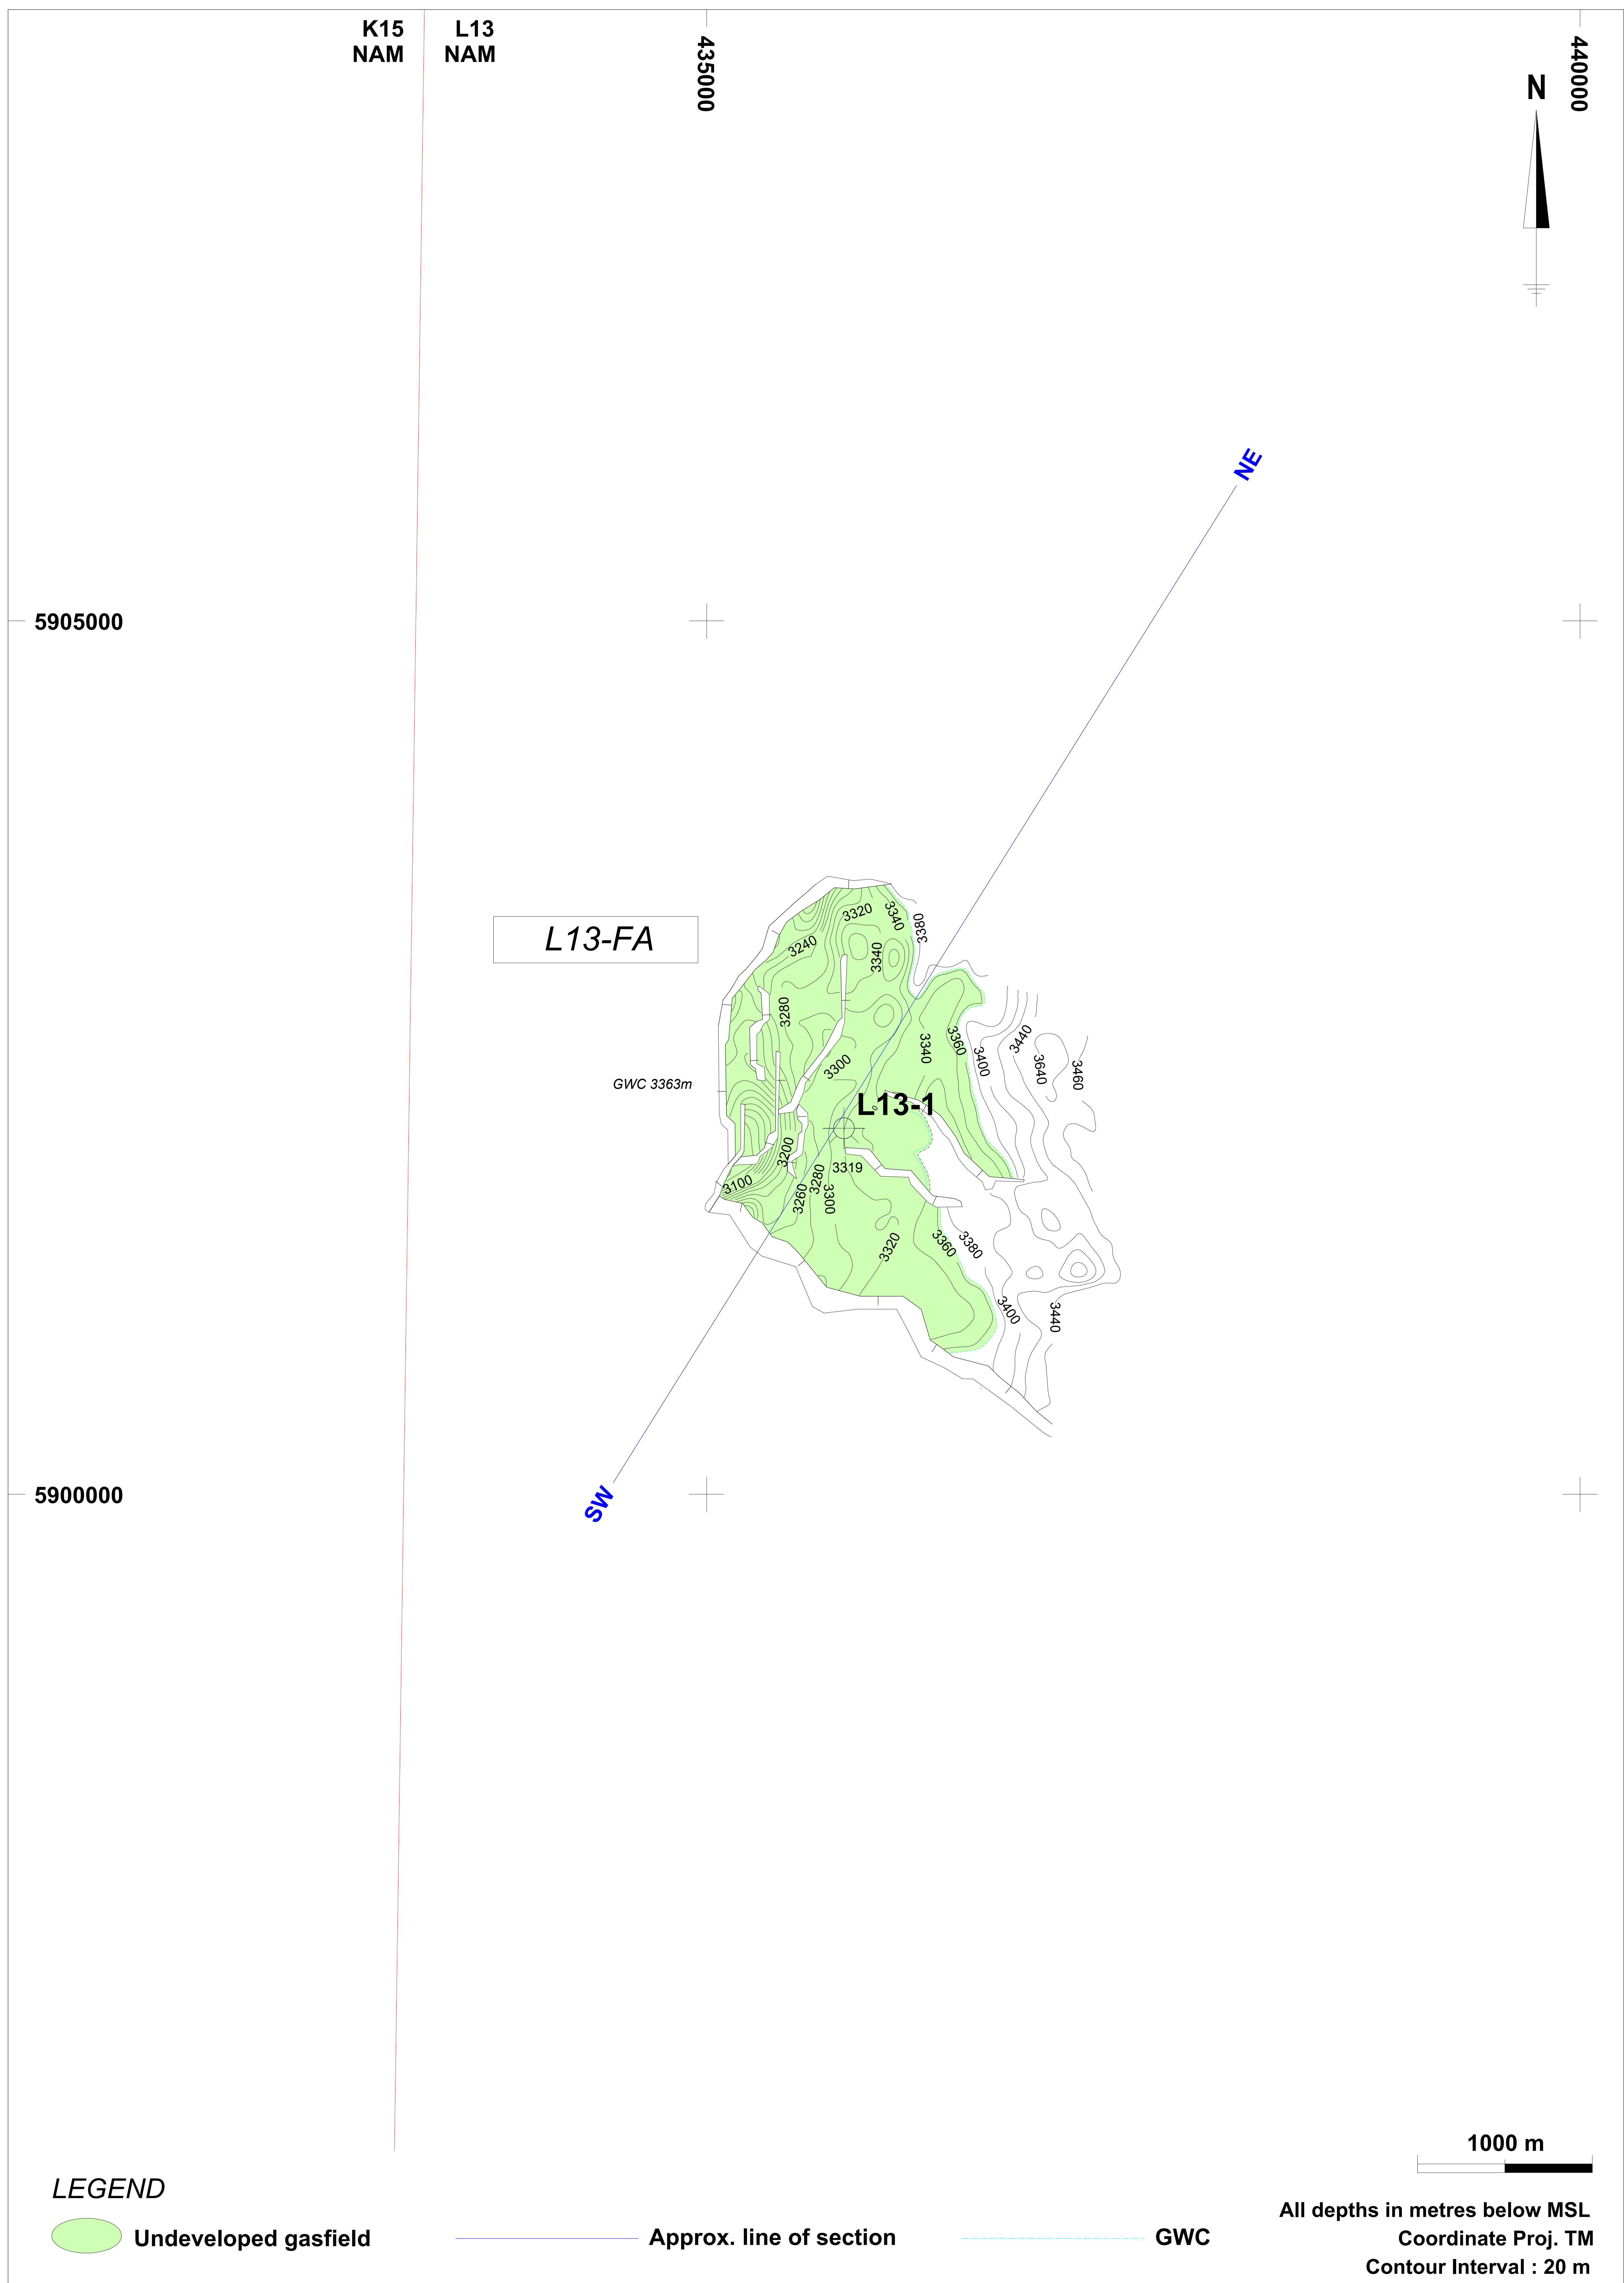 K15
NAM
L13
NAM
435000
440000
N
NE
5905000
L13-FA
3320
3340
3380
3240
3340
3280
3340
3360
3440
3400
3640
3460
3300
GWC 3363m
L13-1
3200
3319
3100
3260
3280
3300
3320
3360
3380
3400
3440
5900000
SW
1000 m
LEGEND
Undeveloped gasfield
Approx. line of section
GWC
All depths in metres below MSL
Coordinate Proj. TM
Contour Interval : 20 m